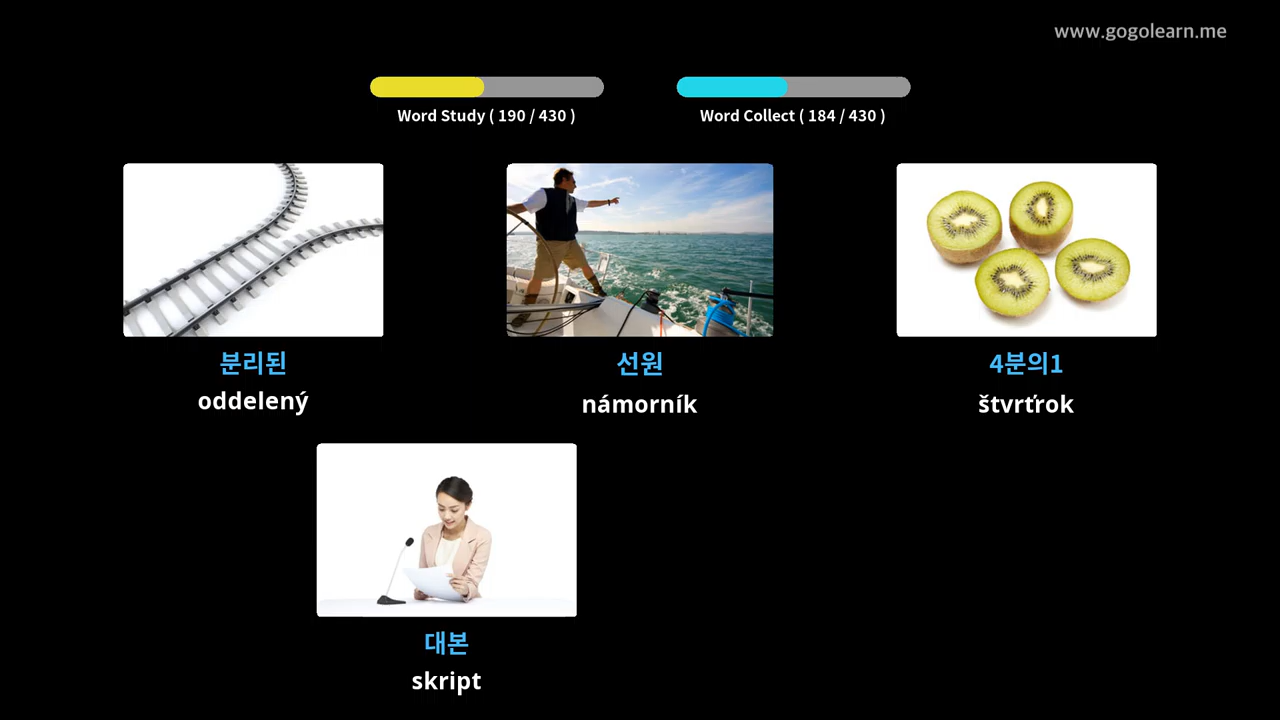 www.gogolearn.me
Word Study ( 190 / 430 )
Word Collect ( 184 / 430 )
분리된
oddelený
선원
námorník
4분의1
štvrťrok
대본
skript